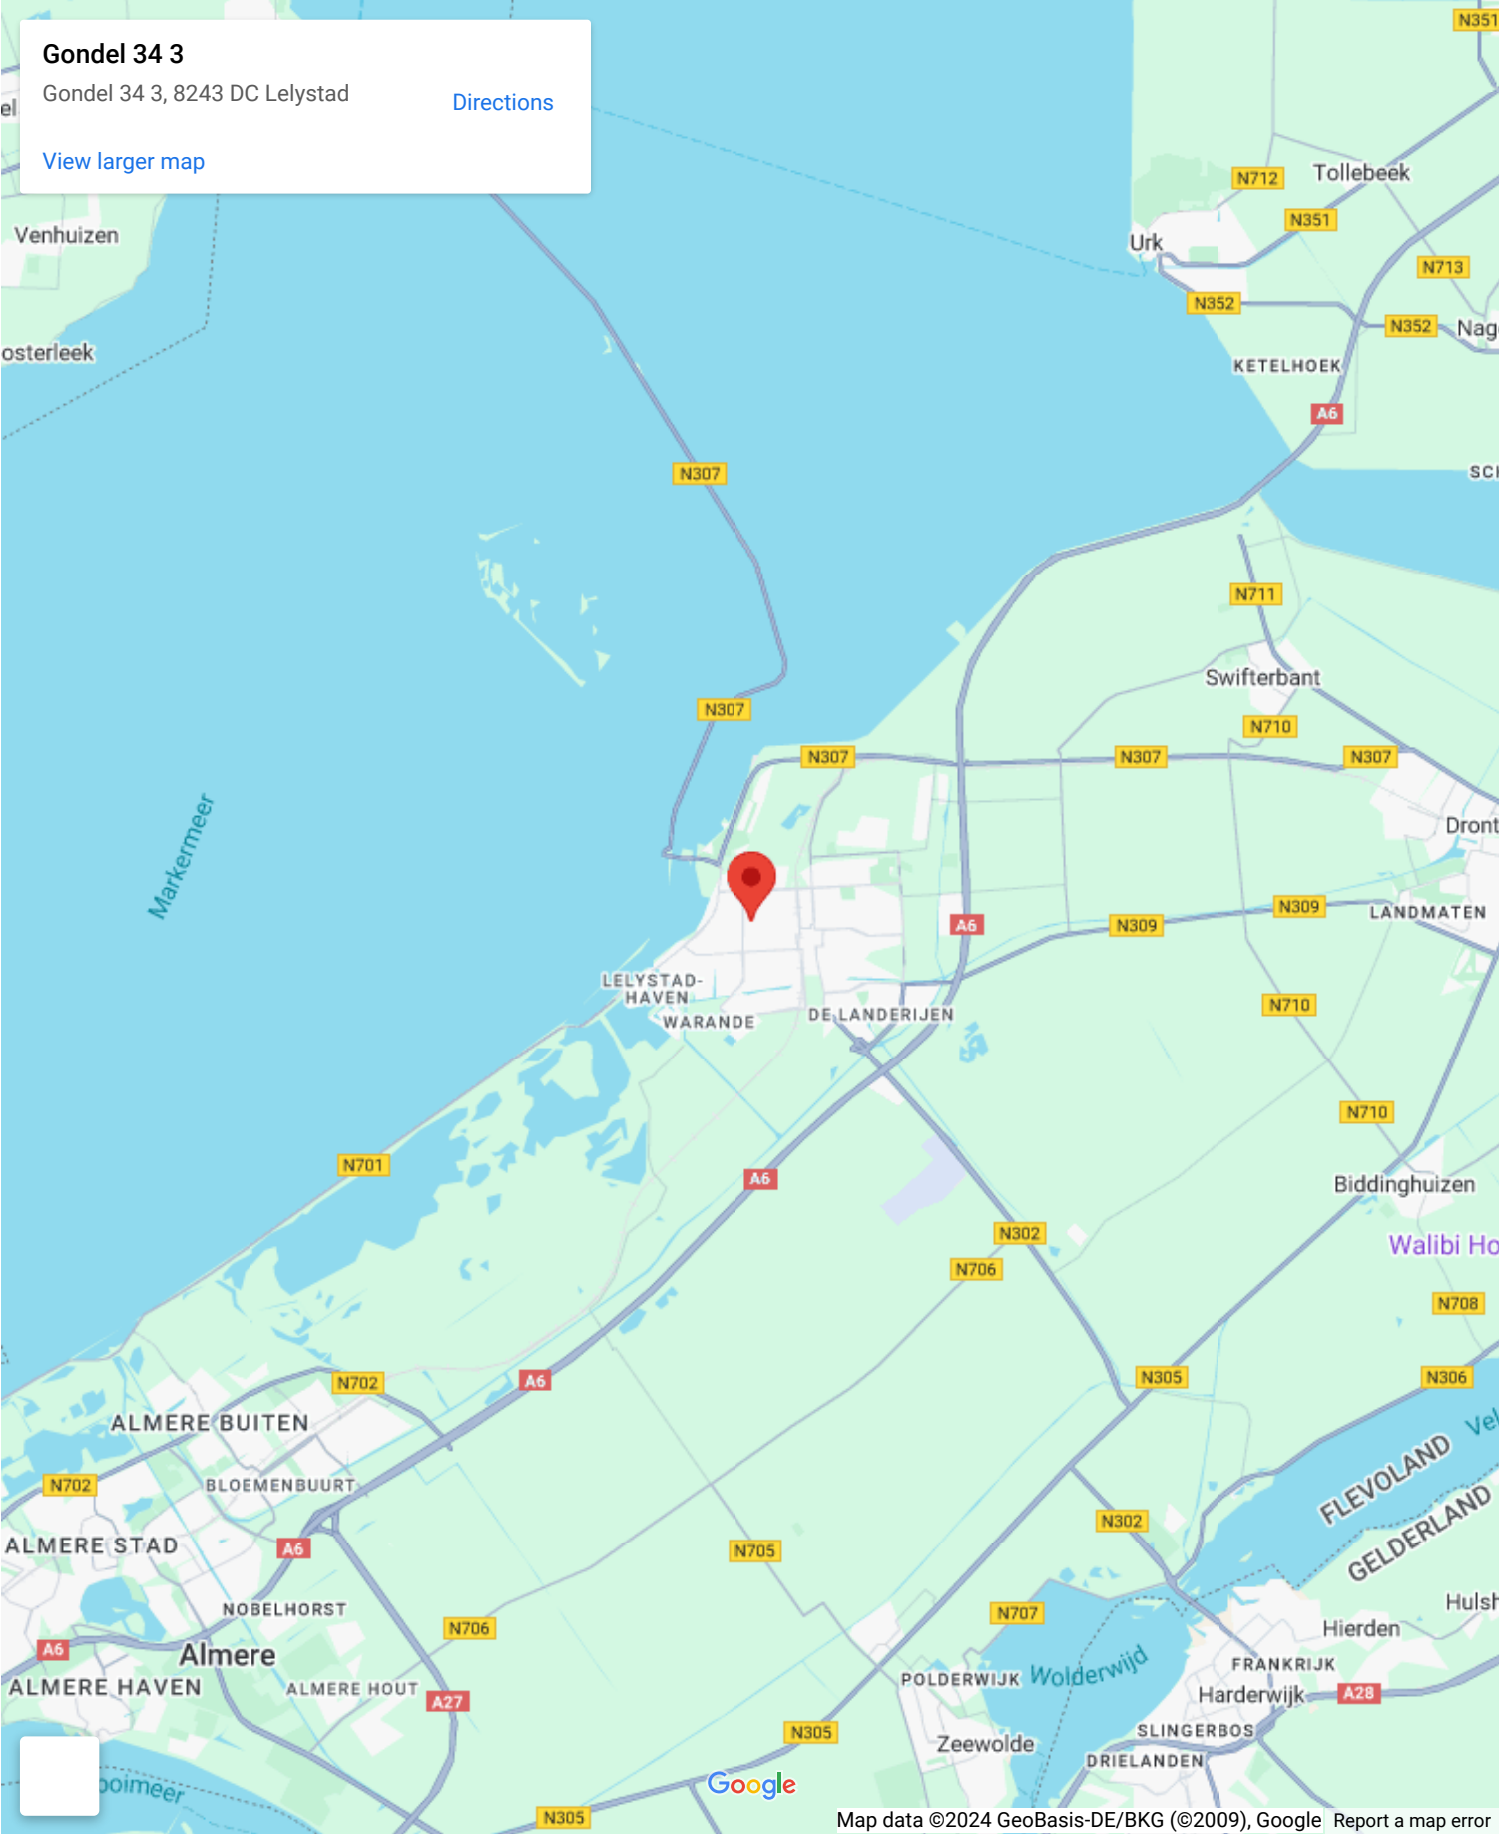 Gondel 34 3
Gondel 34 3, 8243 DC Lelystad
Directions
View larger map
N351
el
Tollebeek
N712
N351
Venhuizen
Urk
N713
N352
N352
Nag
osterleek
KETELHOEK
A6
N307
SCH
N711
Swifterbant
N307
N710
N307
N307
N307
Dront
Markermeer
N309
LANDMATEN
A6
N309
LELYSTAD-
HAVEN
N710
WARANDE
DE LANDERIJEN
N710
N701
A6
Biddinghuizen
N302
Walibi Ho
N706
N708
N702
A6
N305
N306
ALMERE BUITEN
Vel
FLEVOLAND
GELDERLAND
N702
BLOEMENBUURT
N302
ALMERE STAD
A6
N705
NOBELHORST
N707
Hulsh
N706
Hierden
A6
Almere
FRANKRIJK
Wolderwijd
POLDERWIJK
ALMERE HAVEN
ALMERE HOUT
A27
Harderwijk
A28
SLINGERBOS
N305
Zeewolde
DRIELANDEN
ooimeer
Google
N305
Map data ©2024 GeoBasis-DE/BKG (©2009), Google
Report a map error